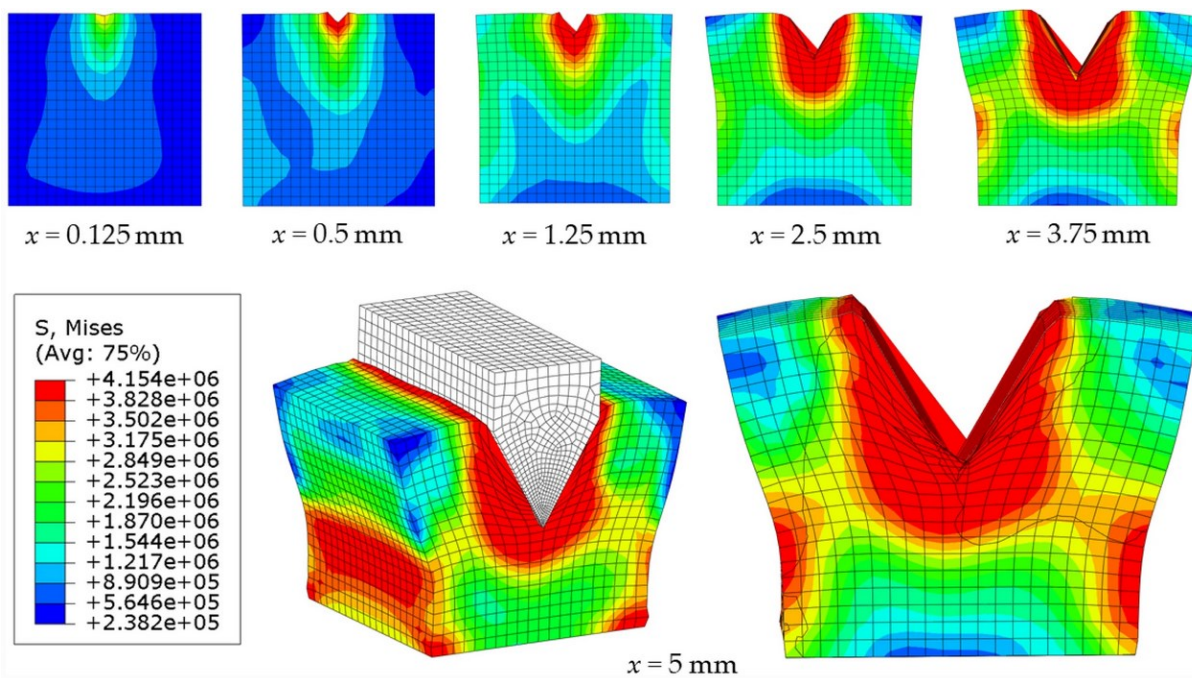 x = 0.125 mm
x = 0.5 mm
x = 1.25 mm
x = 2.5 mm
x = 3.75 mm
S, Mises
(Avg: 75%)
+4.154e+06
+3.828e+06
+3.502e+06
+3.175e+06
+2.849e+06
+2.523e+06
+2.196e+06
+1.870e+06
+1.544e+06
+1.217e+06
+8.909e+05
+5.646e+05
+2.382e+05
x = 5 mm